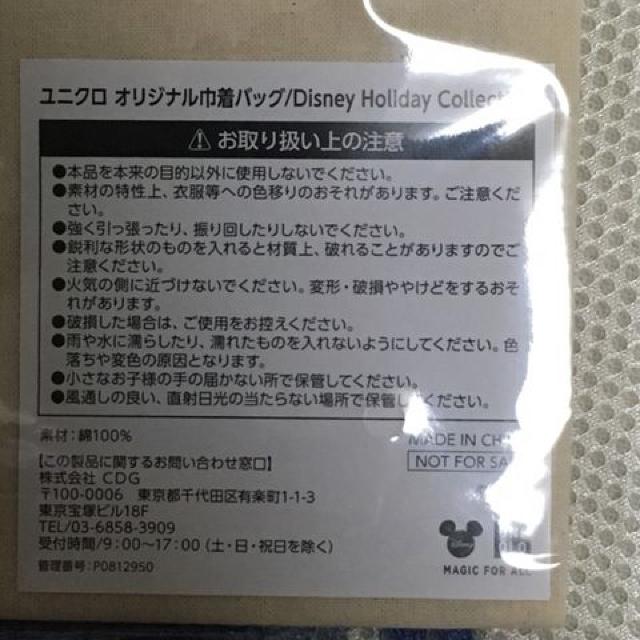 ユニクロ オリジナル巾着バッグ/Disney Holiday
お取り扱い上の注意
●本品を本来の目的以外に使用しないでください。
●素材の特性上、衣服等への色移りのおそれがあります。ご注意くだ
さい。
●強く引っ張ったり、振り回したりしないでください。
●鋭利な形状のものを入れると材質上、破れることがありますのでご
注意ください。
●火気の側に近づけないでください。変形・破損ややけどをするおそ
れがあります。
●破損した場合は、ご使用をお控えください。
●雨や水に濡らしたり、濡れたものを入れないようにしてください。色
落ちや変色の原因となります。
●小さなお子様の手の届かない所で保管してください。
●風通しの良い、直射日光の当たらない場所で保管してください。
素材：綿100%
【この製品に関するお問い合わせ窓口】
株式会社 CDG
〒100-0006 東京都千代田区有楽町1-1-3
東京宝塚ビル18F
TEL/03-6858-3909
受付時間/9：00〜17：00（土・日・祝日を除く）
管理番号：P0812950
MADE IN
NOT FOR
MAGIC FOR ALL